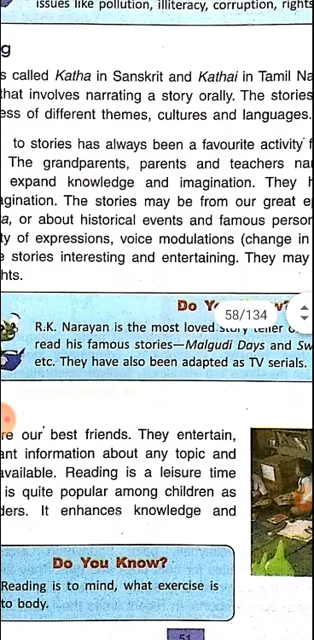 issues like pollution, illiteracy, corruption, rights
g
s called Katha in Sanskrit and Kathai in Tamil Na
that involves narrating a story orally. The stories
ess of different themes, cultures and languages.
to stories has always been a favourite activity f
The grandparents, parents and teachers na
expand knowledge and imagination. They h
agination. The stories may be from our great e
a, or about historical events and famous person
ty of expressions, voice modulations (change in
e stories interesting and entertaining. They may
hts.
Do Y
58/134
R.K. Narayan is the most loved story teller o
read his famous stories—Malgudi Days and Sw
etc. They have also been adapted as TV serials.
re our best friends. They entertain,
ant information about any topic and
available. Reading is a leisure time
is quite popular among children as
ders. It enhances knowledge and
Do You Know?
Reading is to mind, what exercise is
to body.
51